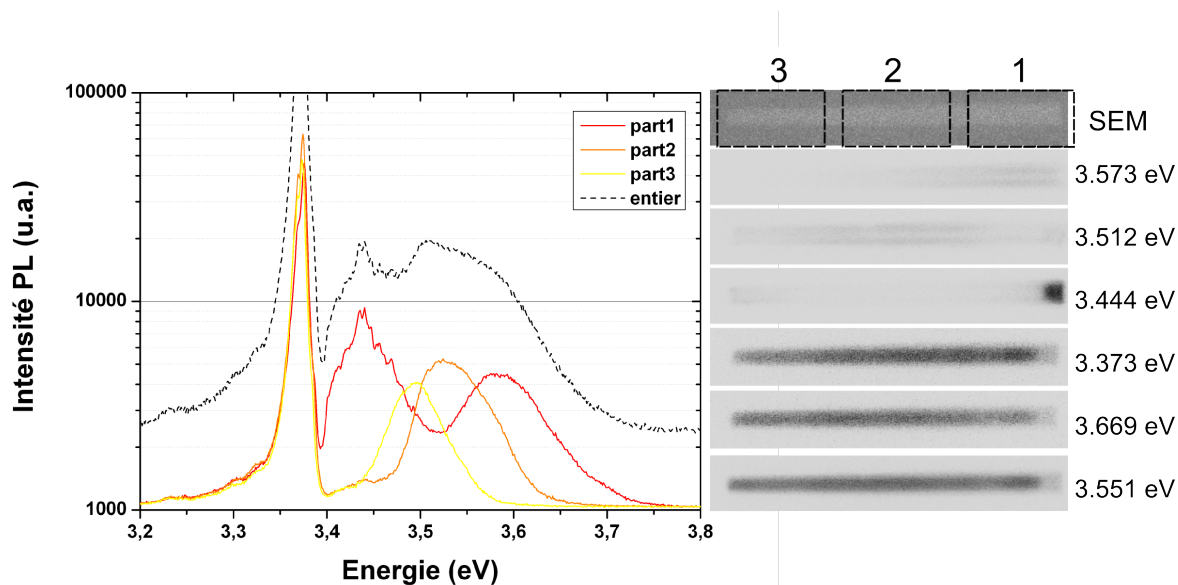 3 2 1
SEM
3.573 eV
3.512 eV
3.444 eV
3.373 eV
3.669 eV
3.551 eV
Intensité PL (u.a.)
100000
10000
1000
part1
part2
part3
entier
3,2 3,3 3,4 3,5 3,6 3,7 3,8
Energie (eV)